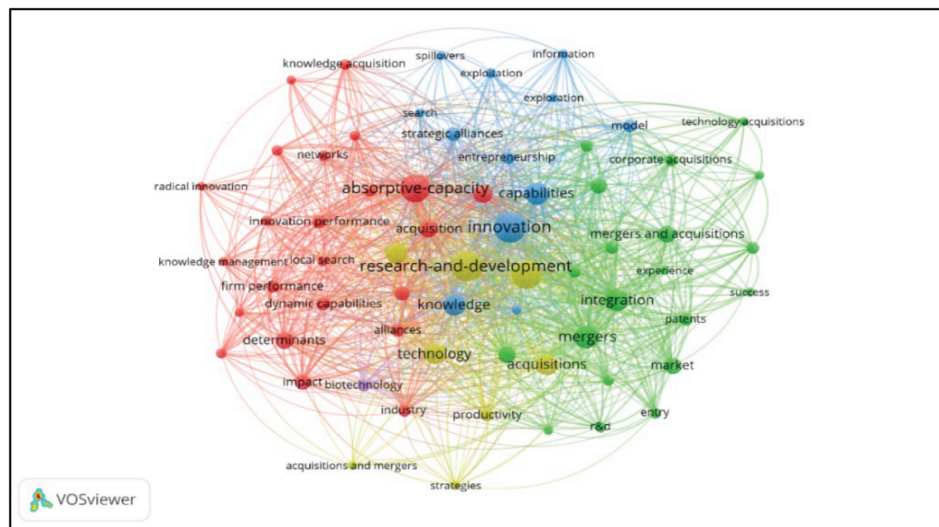 spillovers
information
knowledge acquisition
exploitation
exploration
search
technology acquisitions
model
strategic alliances
networks
entrepreneurship
corporate acquisitions
radical innovation
absorptive-capacity
capabilities
innovation performance
acquisition
innovation
mergers and acquisitions
knowledge management
local search
research-and-development
experience
firm performance
success
dynamic capabilities
knowledge
integration
patents
determinants
alliances
mergers
technology
acquisitions
market
impact
biotechnology
industry
productivity
entry
r&d
acquisitions and mergers
strategies
VOSviewer